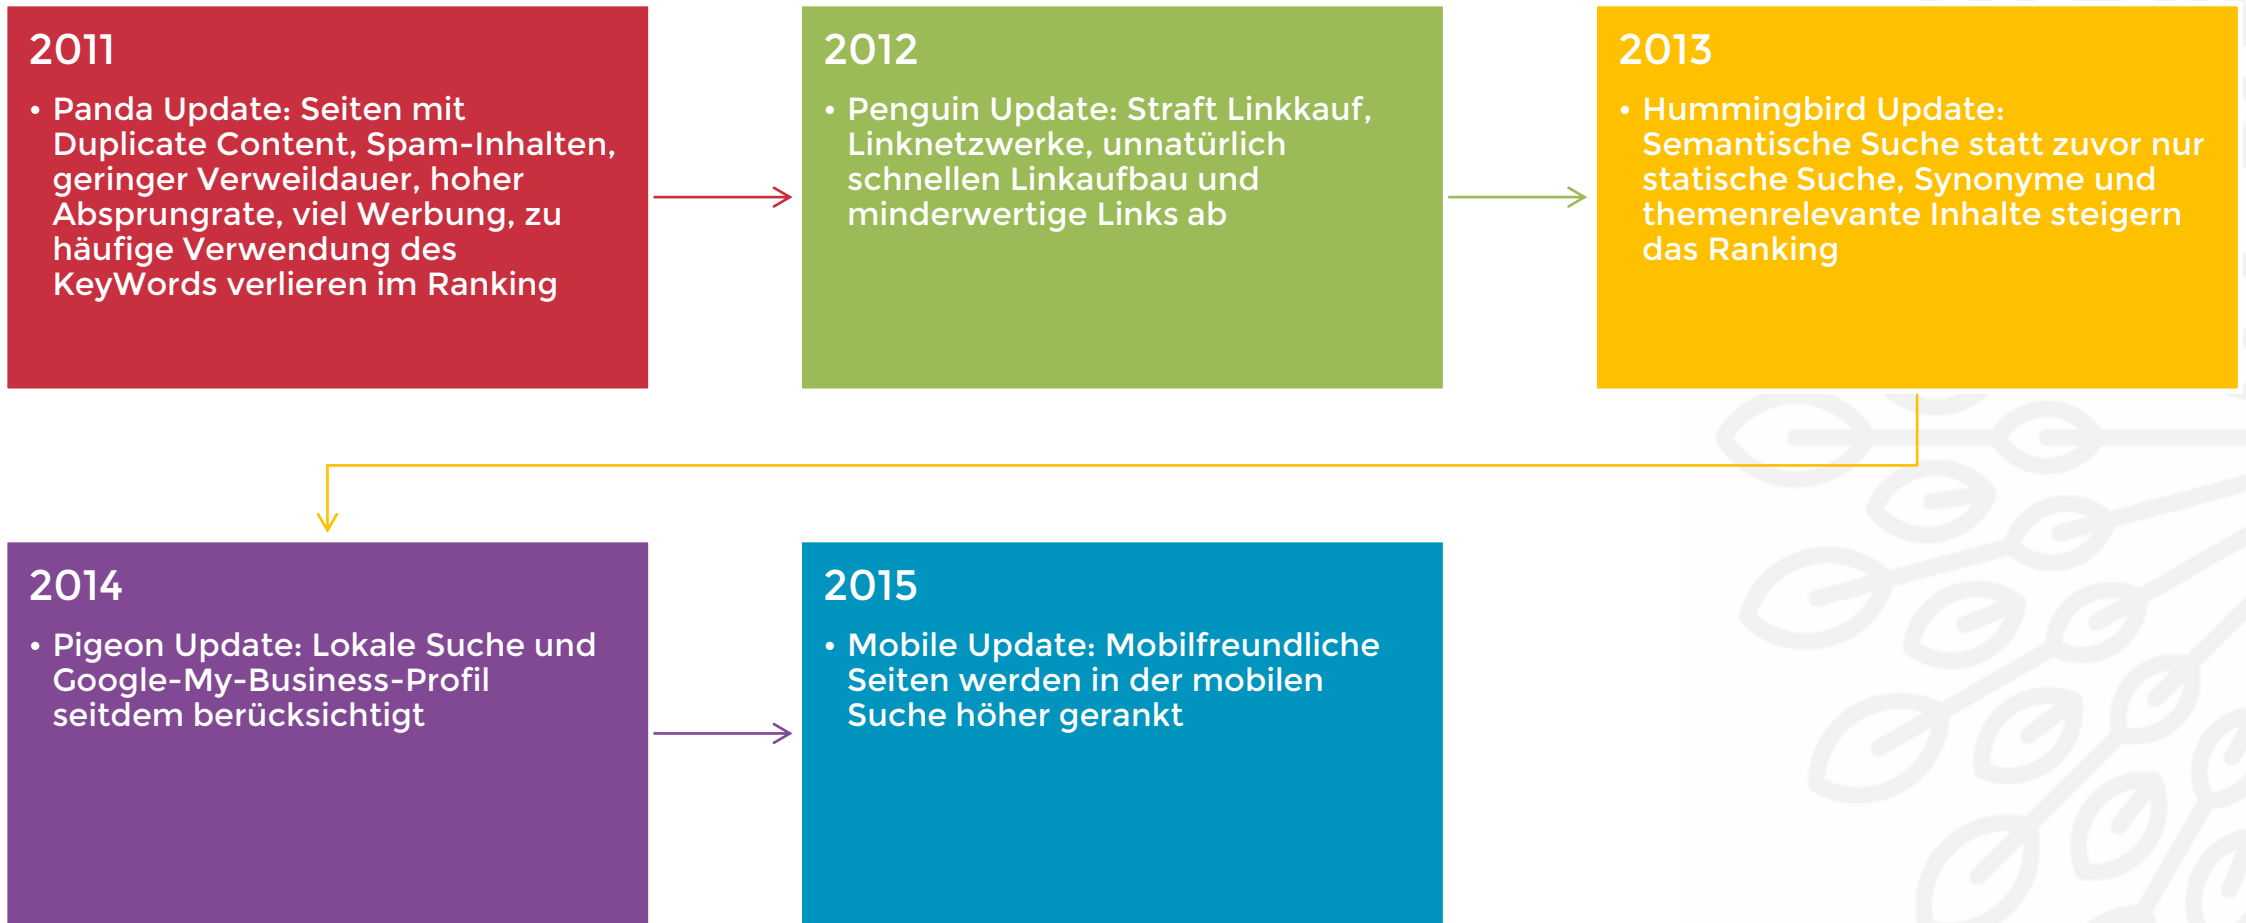 2011
• Panda Update: Seiten mit
Duplicate Content, Spam-Inhalten,
geringer Verweildauer, hoher
Absprungrate, viel Werbung, zu
häufige Verwendung des
KeyWords verlieren im Ranking
2012
• Penguin Update: Straft Linkkauf,
Linknetzwerke, unnatürlich
schnellen Linkaufbau und
minderwertige Links ab
2013
• Hummingbird Update:
Semantische Suche statt zuvor nur
statische Suche, Synonyme und
themenrelevante Inhalte steigern
das Ranking
2014
• Pigeon Update: Lokale Suche und
Google-My-Business-Profil
seitdem berücksichtigt
2015
• Mobile Update: Mobilfreundliche
Seiten werden in der mobilen
Suche höher gerankt